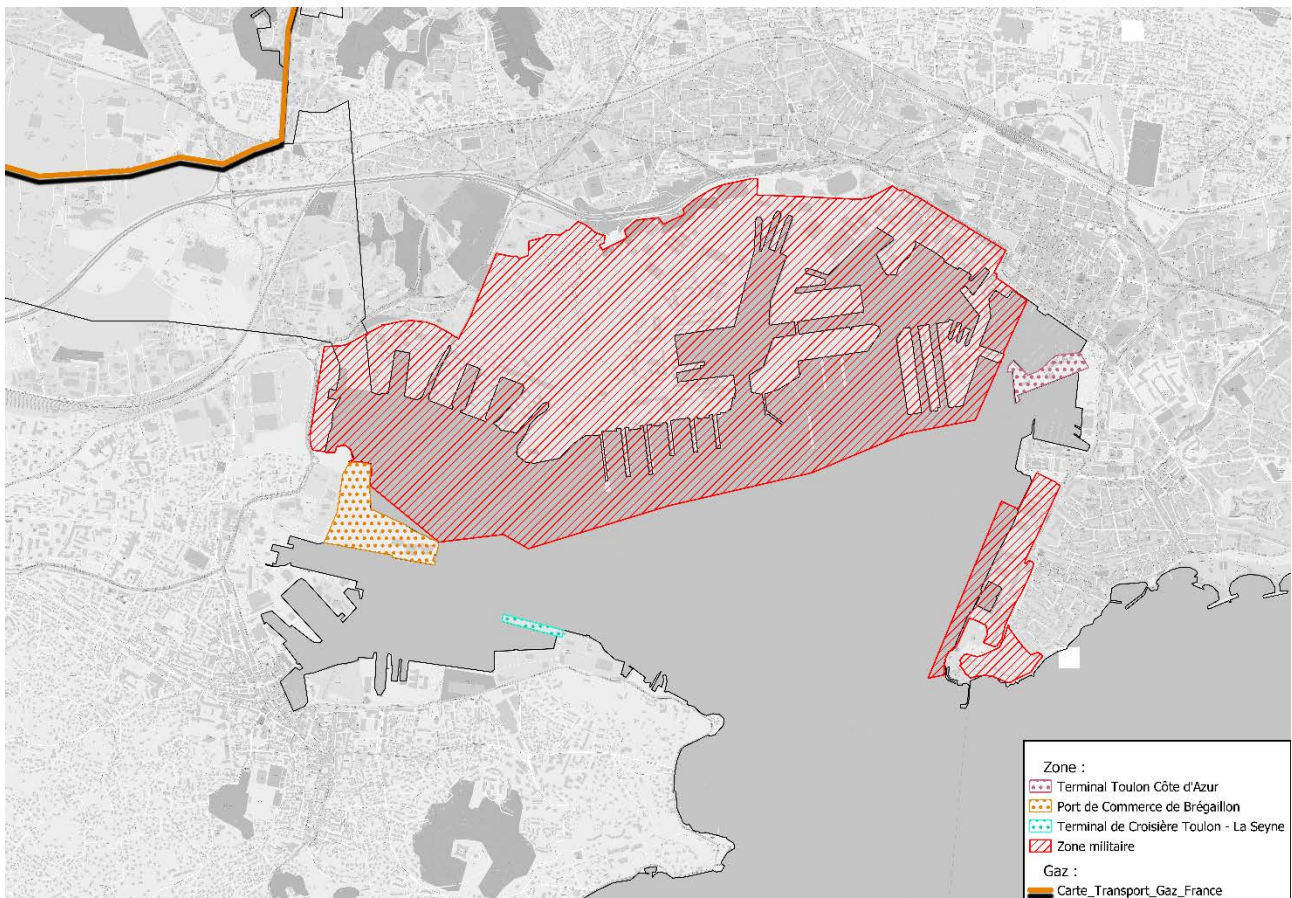 Zone :
Terminal Toulon Côte d'Azur
Port de Commerce de Brégaillon
Terminal de Croisière Toulon - La Seyne
Zone militaire
Gaz :
Carte_Transport_Gaz_France